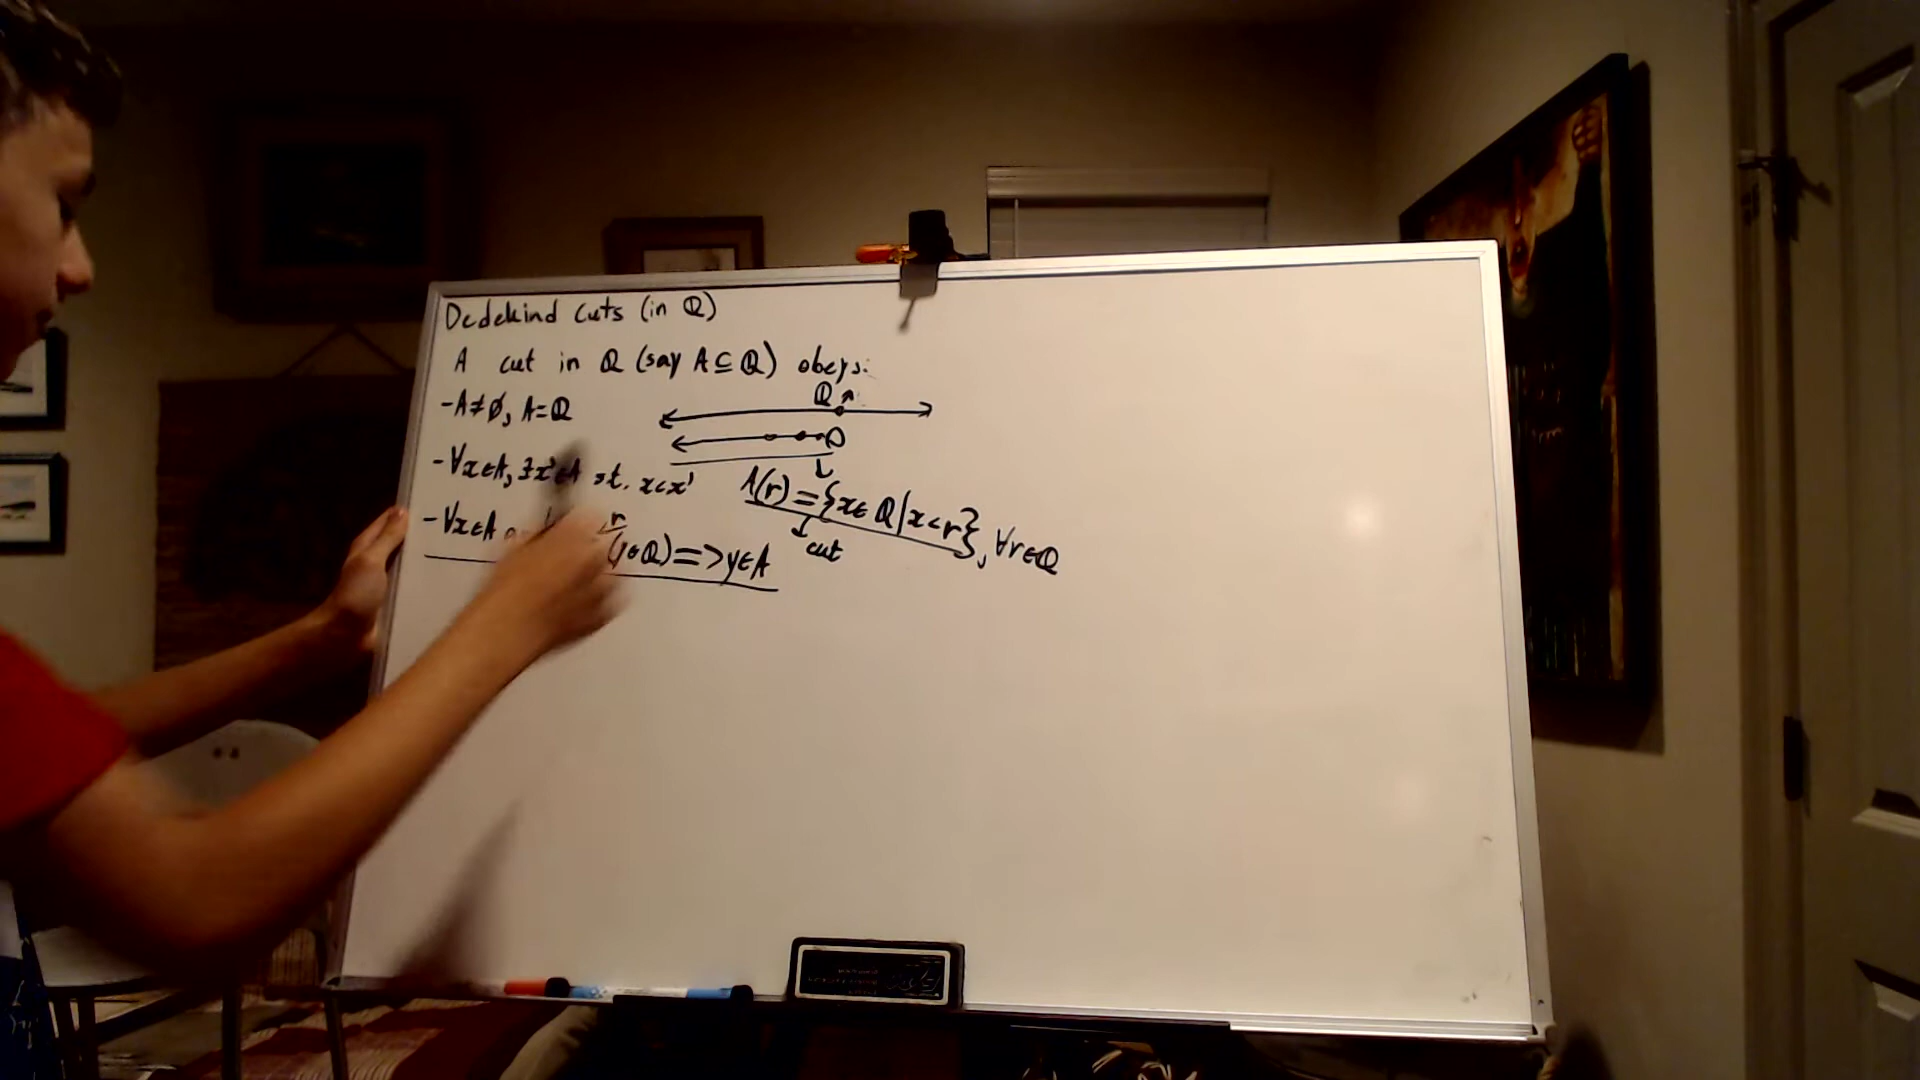 Dedekind Cuts (in ℚ)
A cut in ℚ (say A ⊆ ℚ) obeys:
-A≠∅, A=ℚ
ℚ r
-∀x∈A, ∃x'∈A s.t. x<x'
A(r) = {x∈ℚ|x<r}, ∀r∈ℚ
cut
-∀x∈A
(y∈ℚ)=>y∈A